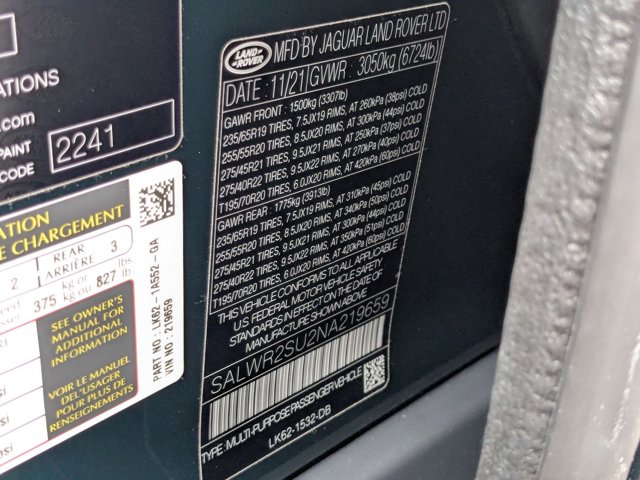 ATIONS
.com
PAINT
CODE
2241
ATION
E CHARGEMENT
2
REAR
ARRIÈRE
3
375 kg or
kg ou 827 lbs
lb
SEE OWNER'S
MANUAL FOR
ADDITIONAL
INFORMATION
VOIR LE MANUEL
DE L'USAGER
POUR PLUS DE
RENSEIGNEMENTS
PART NO: LK62-1A552-GA
VIN NO: 219659
LAND ROVER
MFD BY JAGUAR LAND ROVER LTD
DATE: 11/21 GVWR: 3050kg (6724lb)
GAWR FRONT: 1500kg (3307lb)
235/65R19 TIRES, 7.5JX19 RIMS, AT 260kPa (38psi) COLD
255/55R20 TIRES, 8.5JX20 RIMS, AT 300kPa (44psi) COLD
275/45R21 TIRES, 9.5JX21 RIMS, AT 250kPa (37psi) COLD
275/40R22 TIRES, 9.5JX22 RIMS, AT 270kPa (40psi) COLD
T195/70R20 TIRES, 6.0JX20 RIMS, AT 420kPa (60psi) COLD
GAWR REAR: 1775kg (3913lb)
235/65R19 TIRES, 7.5JX19 RIMS, AT 310kPa (45psi) COLD
255/55R20 TIRES, 8.5JX20 RIMS, AT 340kPa (50psi) COLD
275/45R21 TIRES, 9.5JX21 RIMS, AT 300kPa (44psi) COLD
275/40R22 TIRES, 9.5JX22 RIMS, AT 350kPa (51psi) COLD
T195/70R20 TIRES, 6.0JX20 RIMS, AT 420kPa (60psi) COLD
THIS VEHICLE CONFORMS TO ALL APPLICABLE
U.S. FEDERAL MOTOR VEHICLE SAFETY
STANDARDS IN EFFECT ON THE DATE OF
MANUFACTURE SHOWN ABOVE
SALWR2SU2NA219659
TYPE: MULTI-PURPOSE PASSENGER VEHICLE
LK62-1532-DB